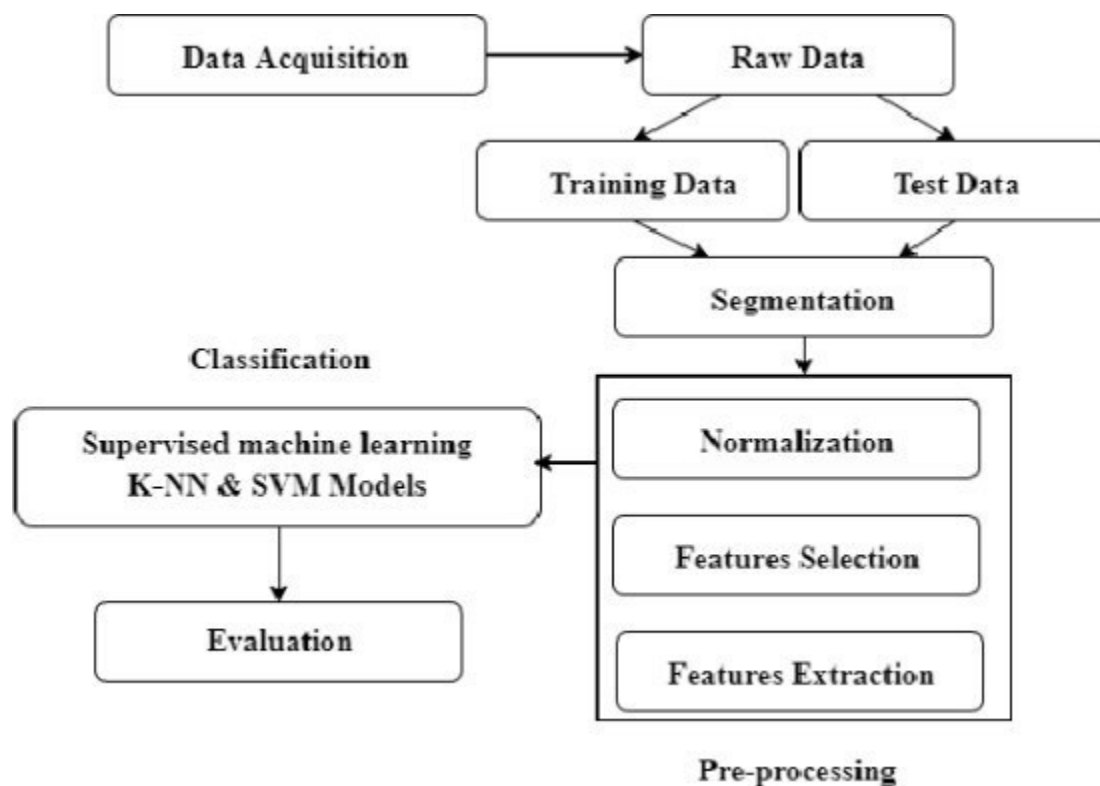 Data Acquisition
Raw Data
Training Data
Test Data
Segmentation
Classification
Supervised machine learning
K-NN & SVM Models
Normalization
Features Selection
Evaluation
Features Extraction
Pre-processing